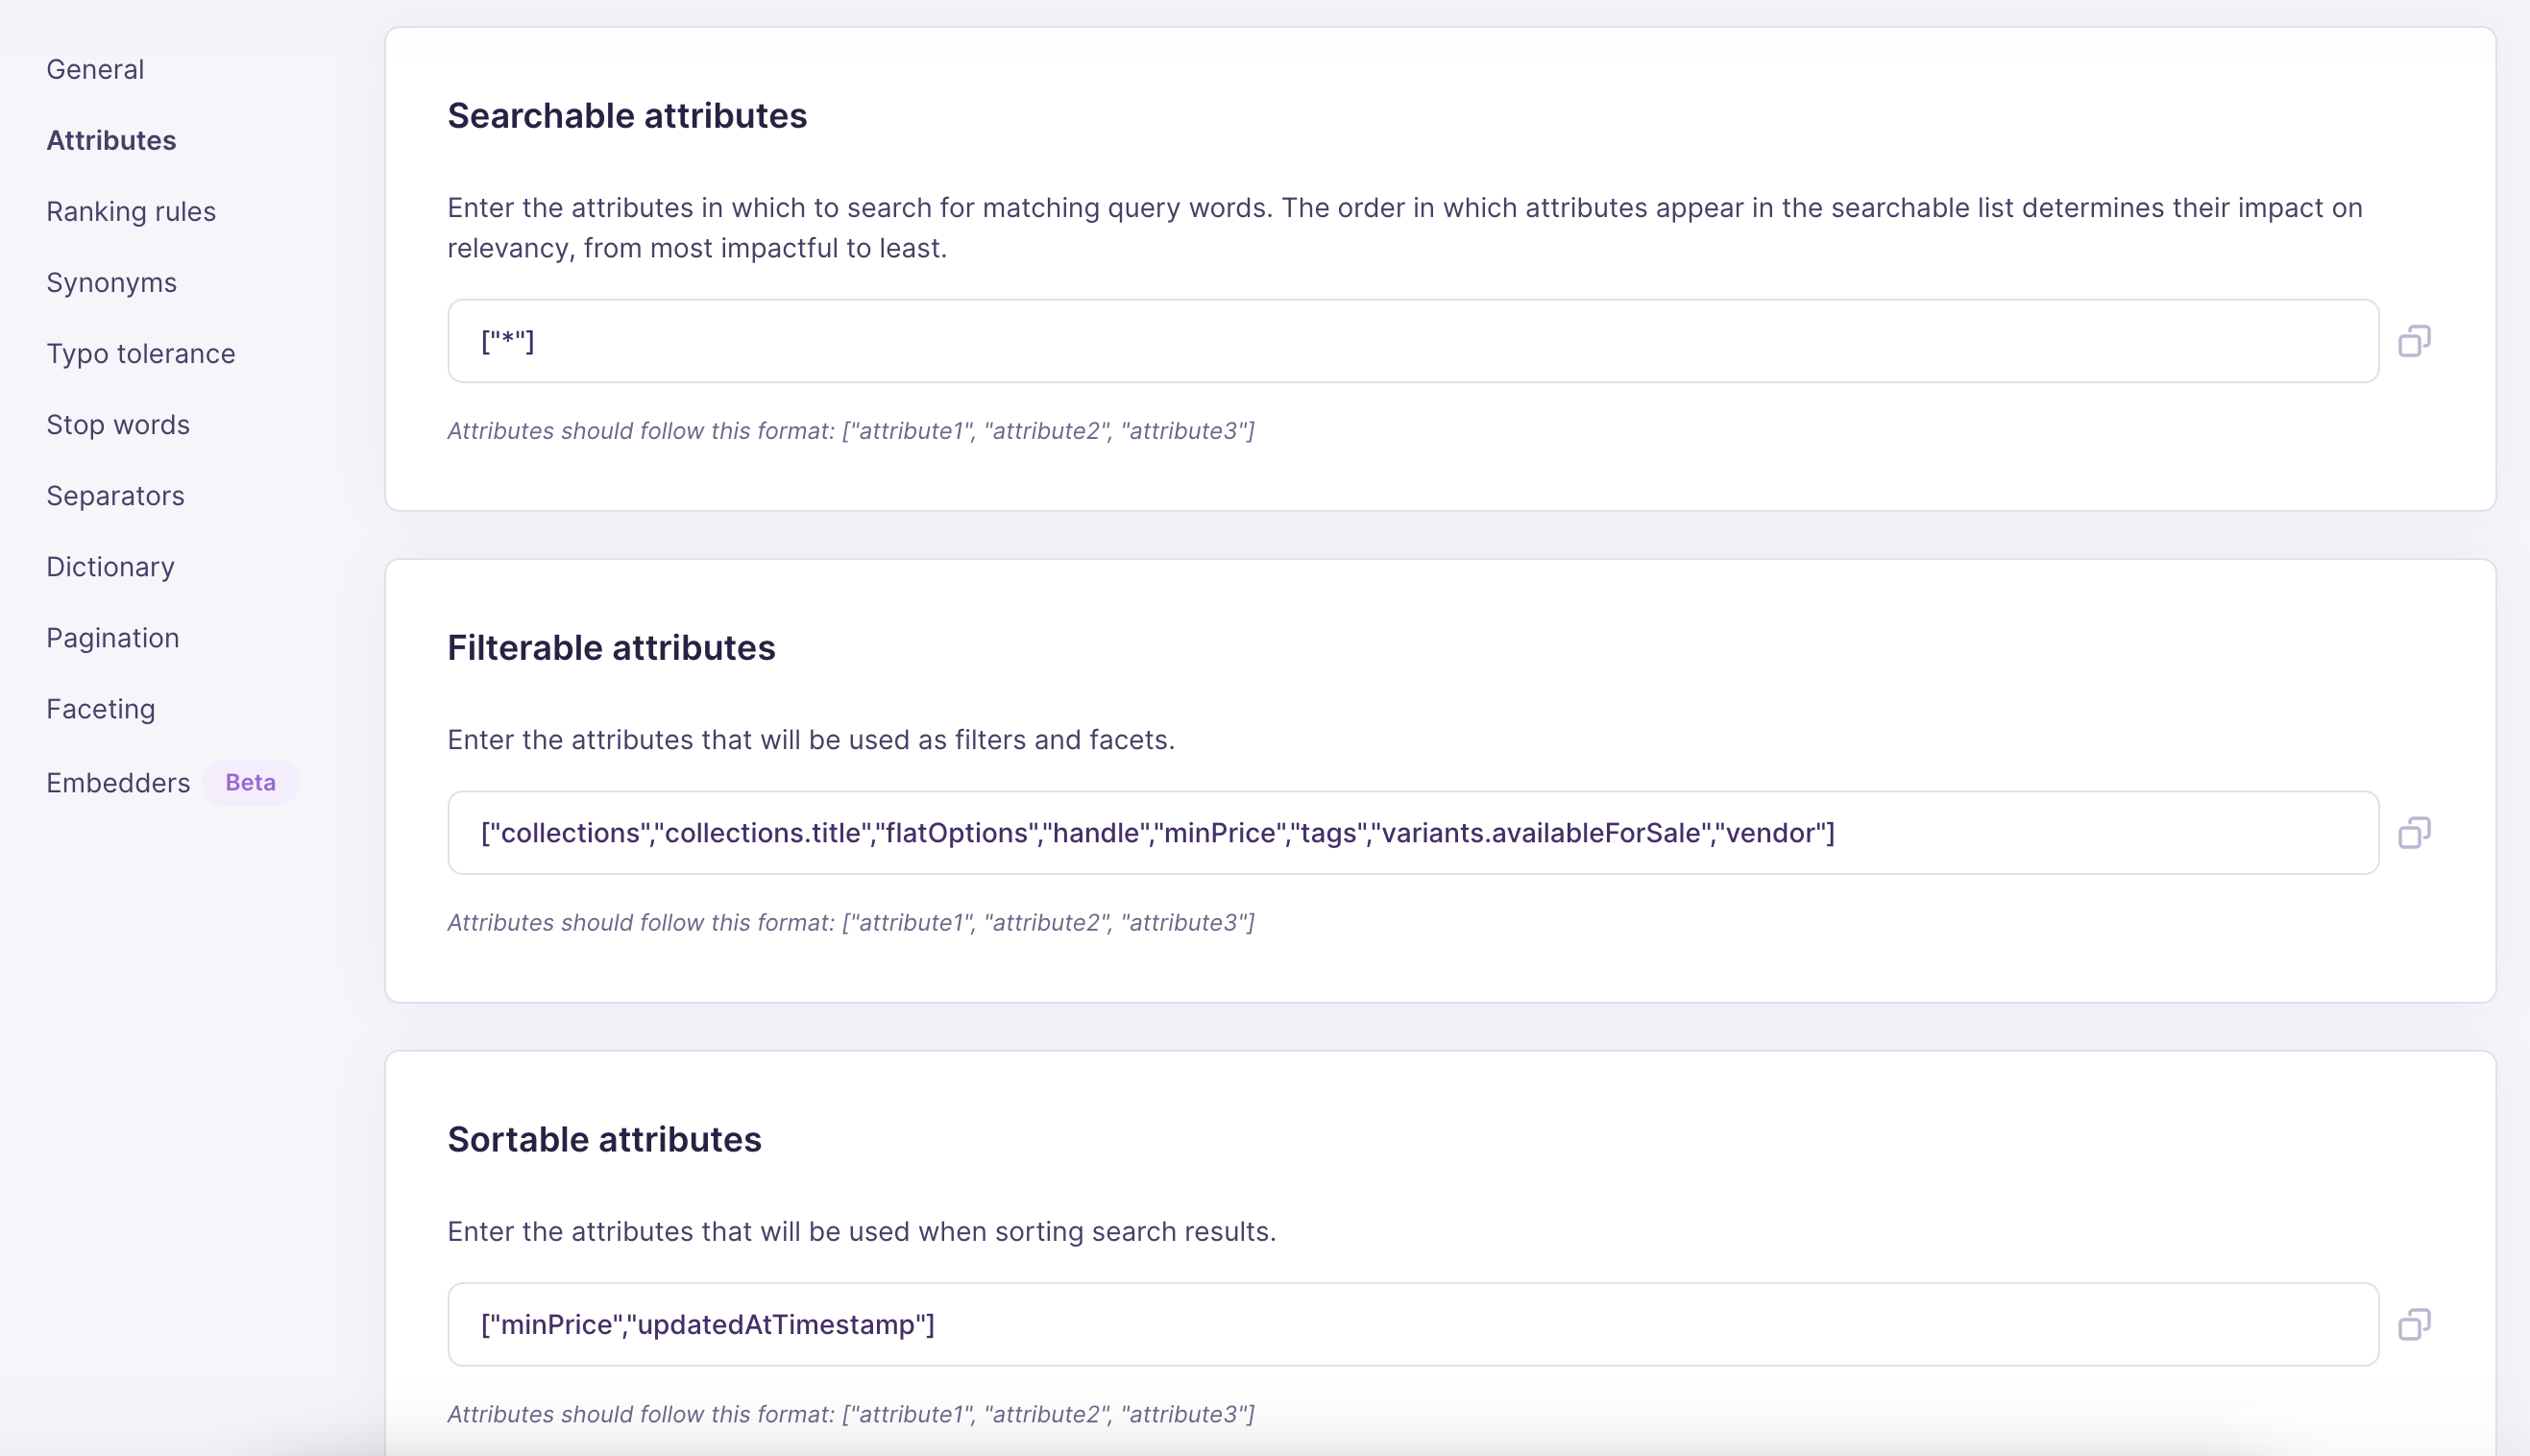 General
Attributes
Ranking rules
Synonyms
Typo tolerance
Stop words
Separators
Dictionary
Pagination
Faceting
Embedders Beta
Searchable attributes
Enter the attributes in which to search for matching query words. The order in which attributes appear in the searchable list determines their impact on
relevancy, from most impactful to least.
["*"]
Attributes should follow this format: ["attribute1", "attribute2", "attribute3"]
Filterable attributes
Enter the attributes that will be used as filters and facets.
["collections","collections.title","flatOptions","handle","minPrice","tags","variants.availableForSale","vendor"]
Attributes should follow this format: ["attribute1", "attribute2", "attribute3"]
Sortable attributes
Enter the attributes that will be used when sorting search results.
["minPrice","updatedAtTimestamp"]
Attributes should follow this format: ["attribute1", "attribute2", "attribute3"]